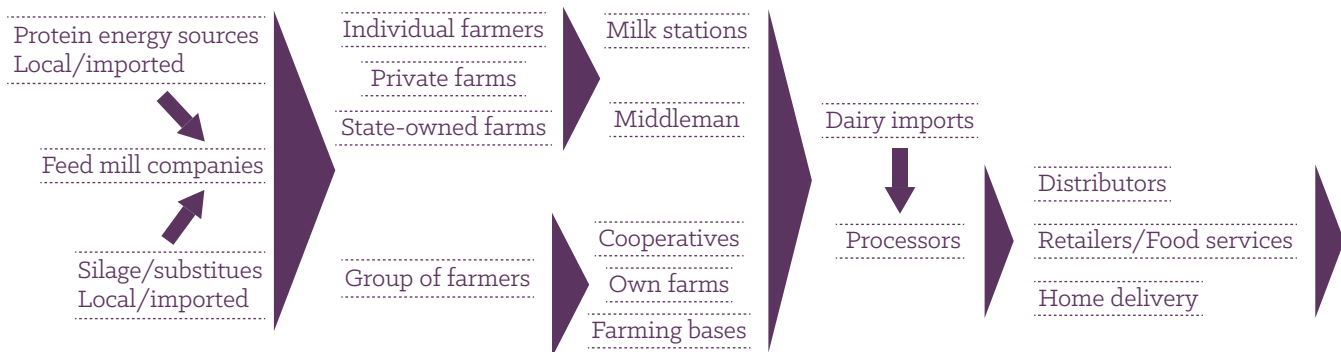 Protein energy sources
Local/imported
Feed mill companies
Silage/substitues
Local/imported
Individual farmers
Private farms
State-owned farms
Group of farmers
Milk stations
Middleman
Cooperatives
Own farms
Farming bases
Dairy imports
Processors
Distributors
Retailers/Food services
Home delivery